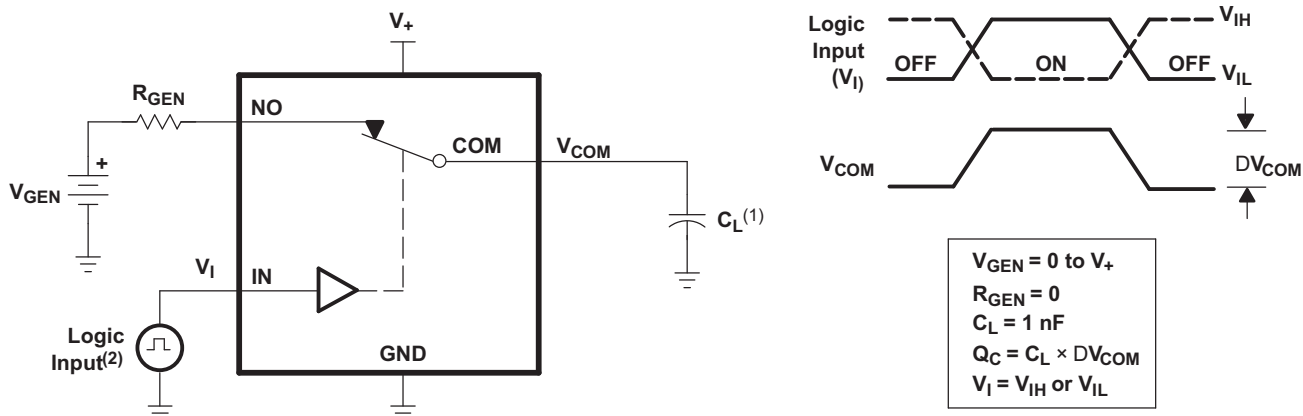 V+
RGEN
NO
COM
VCOM
VGEN
+
CL(1)
VI
IN
Logic
Input(2)
GND
Logic
Input
(VI)
OFF
ON
OFF
VIH
VIL
VCOM
DVCOM
VGEN = 0 to V+
RGEN = 0
CL = 1 nF
QC = CL × DVCOM
VI = VIH or VIL